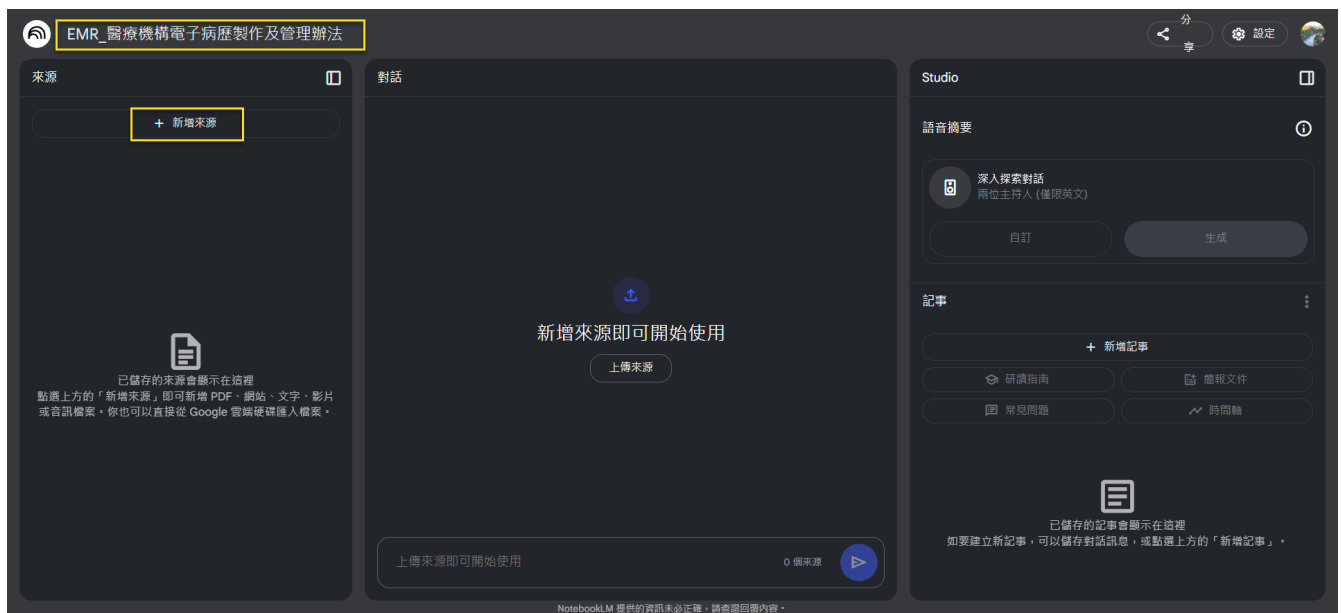 EMR_醫療機構電子病歷製作及管理辦法
分
享
設定
來源
+ 新增來源
已儲存的來源會顯示在這裡
點選上方的「新增來源」即可新增 PDF、網站、文字、影片
或音訊檔案。你也可以直接從 Google 雲端硬碟匯入檔案。
對話
新增來源即可開始使用
上傳來源
上傳來源即可開始使用
0 個來源
Studio
語音摘要
深入探索對話
兩位主持人 (僅限英文)
自訂
生成
記事
+ 新增記事
研讀指南
簡報文件
常見問題
時間軸
已儲存的記事會顯示在這裡
如要建立新記事，可以儲存對話訊息，或點選上方的「新增記事」。
NotebookLM 提供的資訊未必正確，請查證回覆內容。